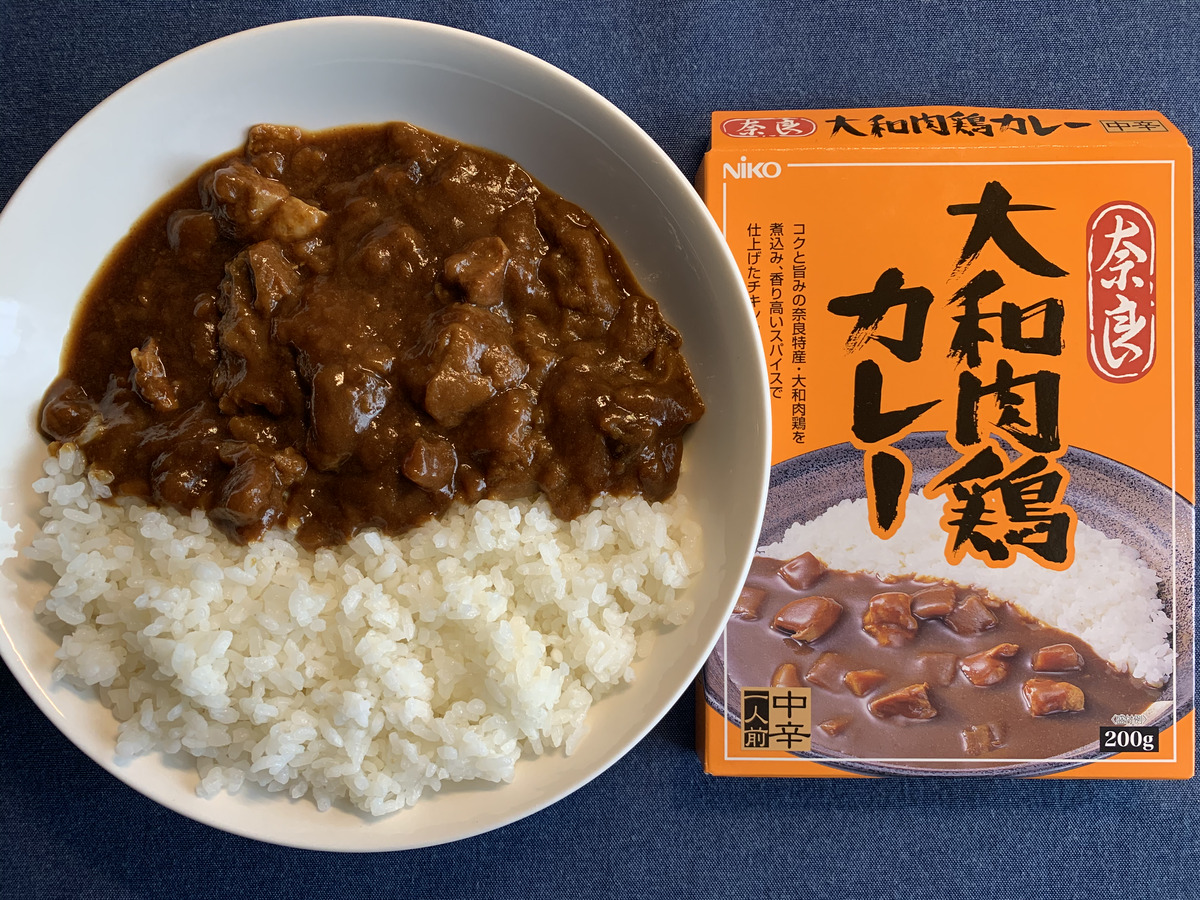 奈良 大和肉鶏カレー 中辛
NiKO
奈良
大和肉鶏
カレー
コクと旨みの奈良特産・大和肉鶏を
煮込み、香り高いスパイスで
仕上げたチキン
中辛
一人前
200g